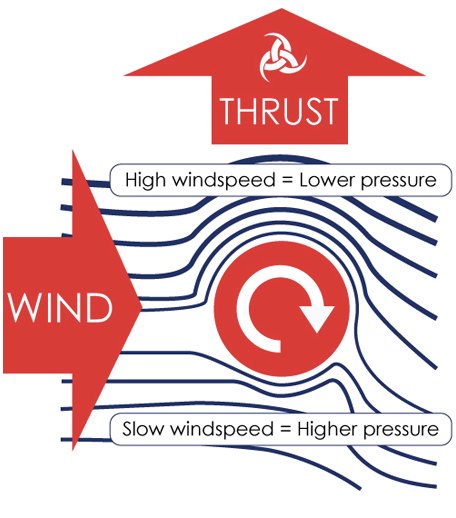 THRUST
High windspeed = Lower pressure
WIND
Slow windspeed = Higher pressure